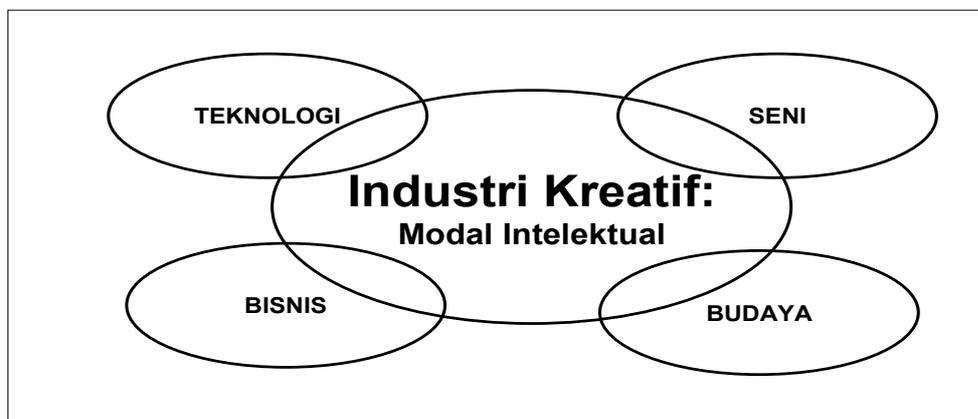 TEKNOLOGI
SENI
Industri Kreatif:
Modal Intelektual
BISNIS
BUDAYA